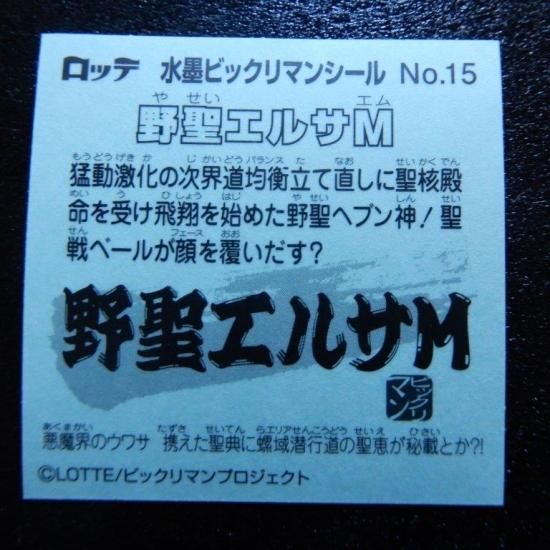 ロッテ 水墨ビックリマンシール No.15
や せい エム
野聖エルサM
もうどうげき か じ かいどう バランス た なお せい かく でん
猛動激化の次界道均衡立て直しに聖核殿
めい う ひしょう はじ や せい しん せい
命を受け飛翔を始めた野聖ヘブン神!聖
せん フェース おお
戦ベールが顔を覆いだす?
野聖エルサM
ビックリ
マン
あくまかい たずさ せいてん らエリアせんこうどう せいえ ひさい
悪魔界のウワサ 携えた聖典に螺域潜行道の聖恵が秘載とか?!
©LOTTE/ビックリマンプロジェクト